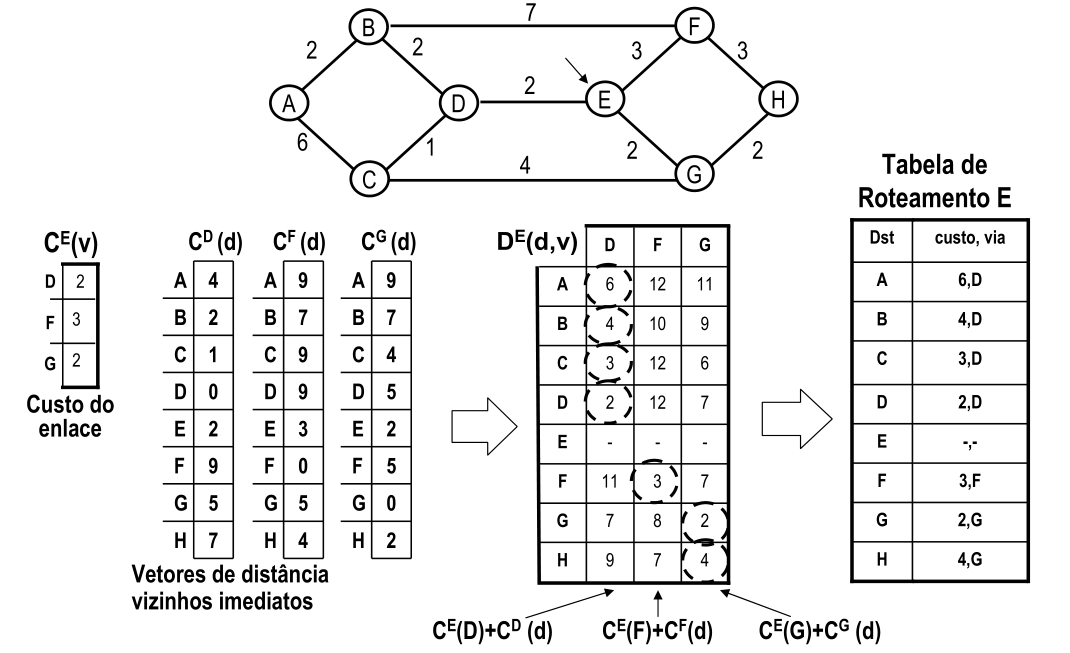 7
B F
2 2 3 3
A D 2 E H
6 1 2 2
C 4 G
Tabela de
Roteamento E
C^E(v)
D 2
F 3
G 2
Custo do
enlace
C^D (d) C^F (d) C^G (d)
A 4 A 9 A 9
B 2 B 7 B 7
C 1 C 9 C 4
D 0 D 9 D 5
E 2 E 3 E 2
F 9 F 0 F 5
G 5 G 5 G 0
H 7 H 4 H 2
Vetores de distância
vizinhos imediatos
D^E(d,v) D F G
A 6 12 11
B 4 10 9
C 3 12 6
D 2 12 7
E - - -
F 11 3 7
G 7 8 2
H 9 7 4
C^E(D)+C^D (d) C^E(F)+C^F(d) C^E(G)+C^G (d)
Dst custo, via
A 6,D
B 4,D
C 3,D
D 2,D
E -,-
F 3,F
G 2,G
H 4,G